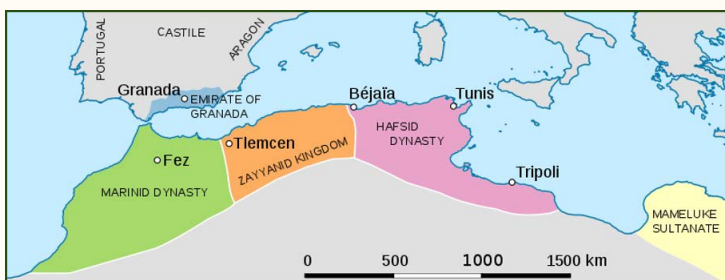 PORTUGAL
CASTILE
ARAGON
Granada
EMIRATE OF
GRANADA
Béjaïa
Tunis
HAFSID
DYNASTY
Tlemcen
ZAYYANID KINGDOM
Fez
MARINID DYNASTY
Tripoli
MAMELUKE
SULTANATE
0 500 1000 1500 km